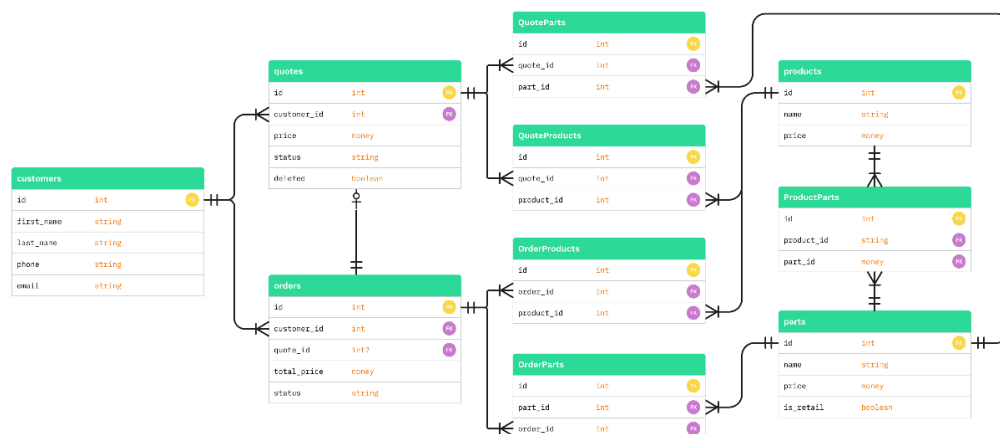 customers
id int PK
first_name string
last_name string
phone string
email string
quotes
id int PK
customer_id int FK
price money
status string
deleted boolean
orders
id int PK
customer_id int FK
quote_id int? FK
total_price money
status string
QuoteParts
id int PK
quote_id int FK
part_id int FK
QuoteProducts
id int PK
quote_id int FK
product_id int FK
OrderProducts
id int PK
order_id int FK
product_id int FK
OrderParts
id int PK
part_id int FK
order_id int FK
products
id int PK
name string
price money
ProductParts
id int PK
product_id string FK
part_id money FK
parts
id int PK
name string
price money
is_retail boolean